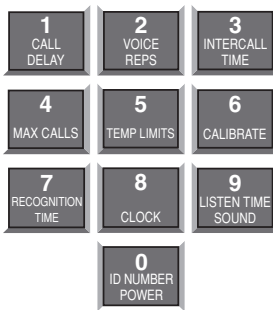 1 2 3
CALL DELAY VOICE REPS INTERCALL TIME
4 5 6
MAX CALLS TEMP LIMITS CALIBRATE
7 8 9
RECOGNITION TIME CLOCK LISTEN TIME SOUND
0
ID NUMBER
POWER